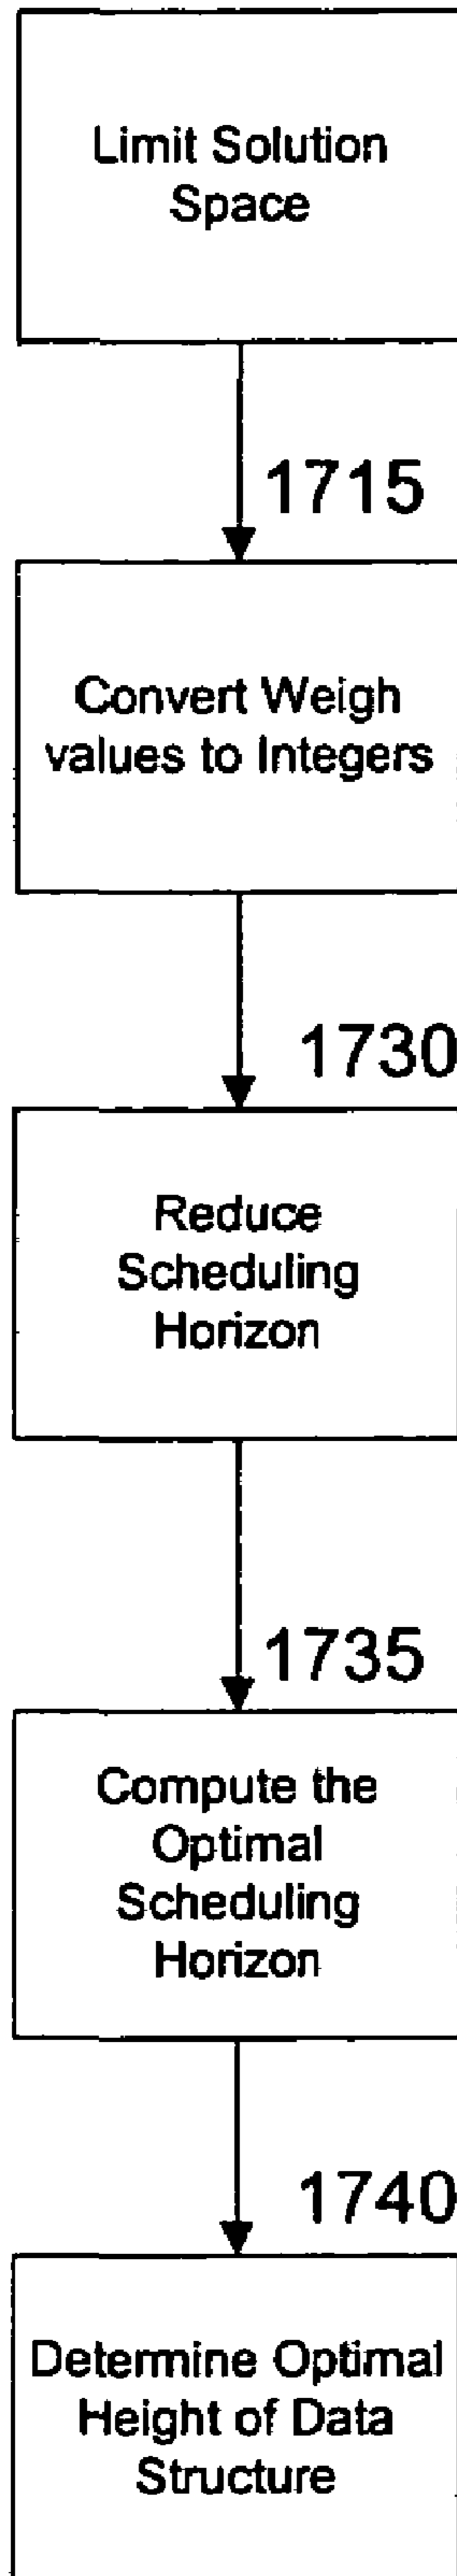 Limit Solution
Space
1715
Convert Weigh
values to Integers
1730
Reduce
Scheduling
Horizon
1735
Compute the
Optimal
Scheduling
Horizon
1740
Determine Optimal
Height of Data
Structure